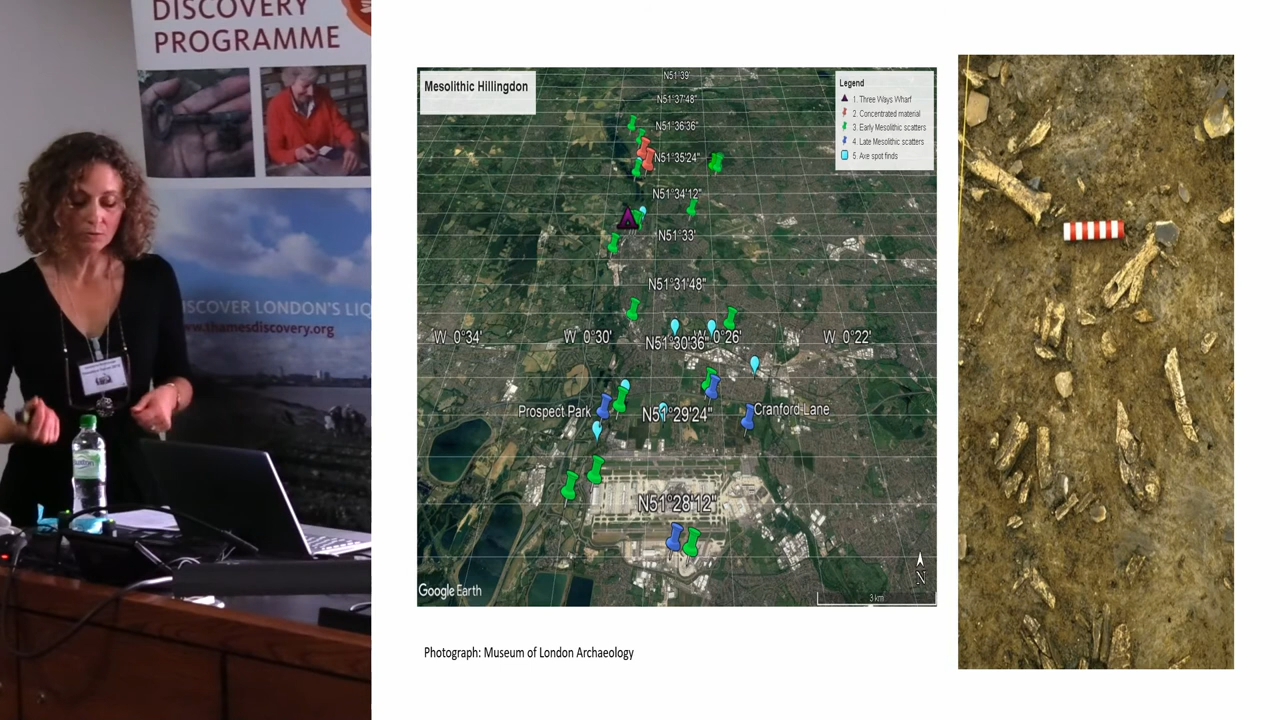 DISCOVERY
PROGRAMME
DISCOVER LONDON'S LIQ
www.thamesdiscovery.org
Mesolithic Hillingdon
Legend
1. Three Ways Wharf
2. Concentrated material
3. Early Mesolithic scatters
4. Late Mesolithic scatters
5. Axe spot finds
N51°39'
N51°37'48"
N51°36'36"
N51°35'24"
N51°34'12"
N51°33'
N51°31'48"
W 0°34'
W 0°30'
W 0°26'
W 0°22'
N51°30'36"
Prospect Park
N51°29'24"
Cranford Lane
N51°28'12"
Google Earth
N
3 km
Photograph: Museum of London Archaeology